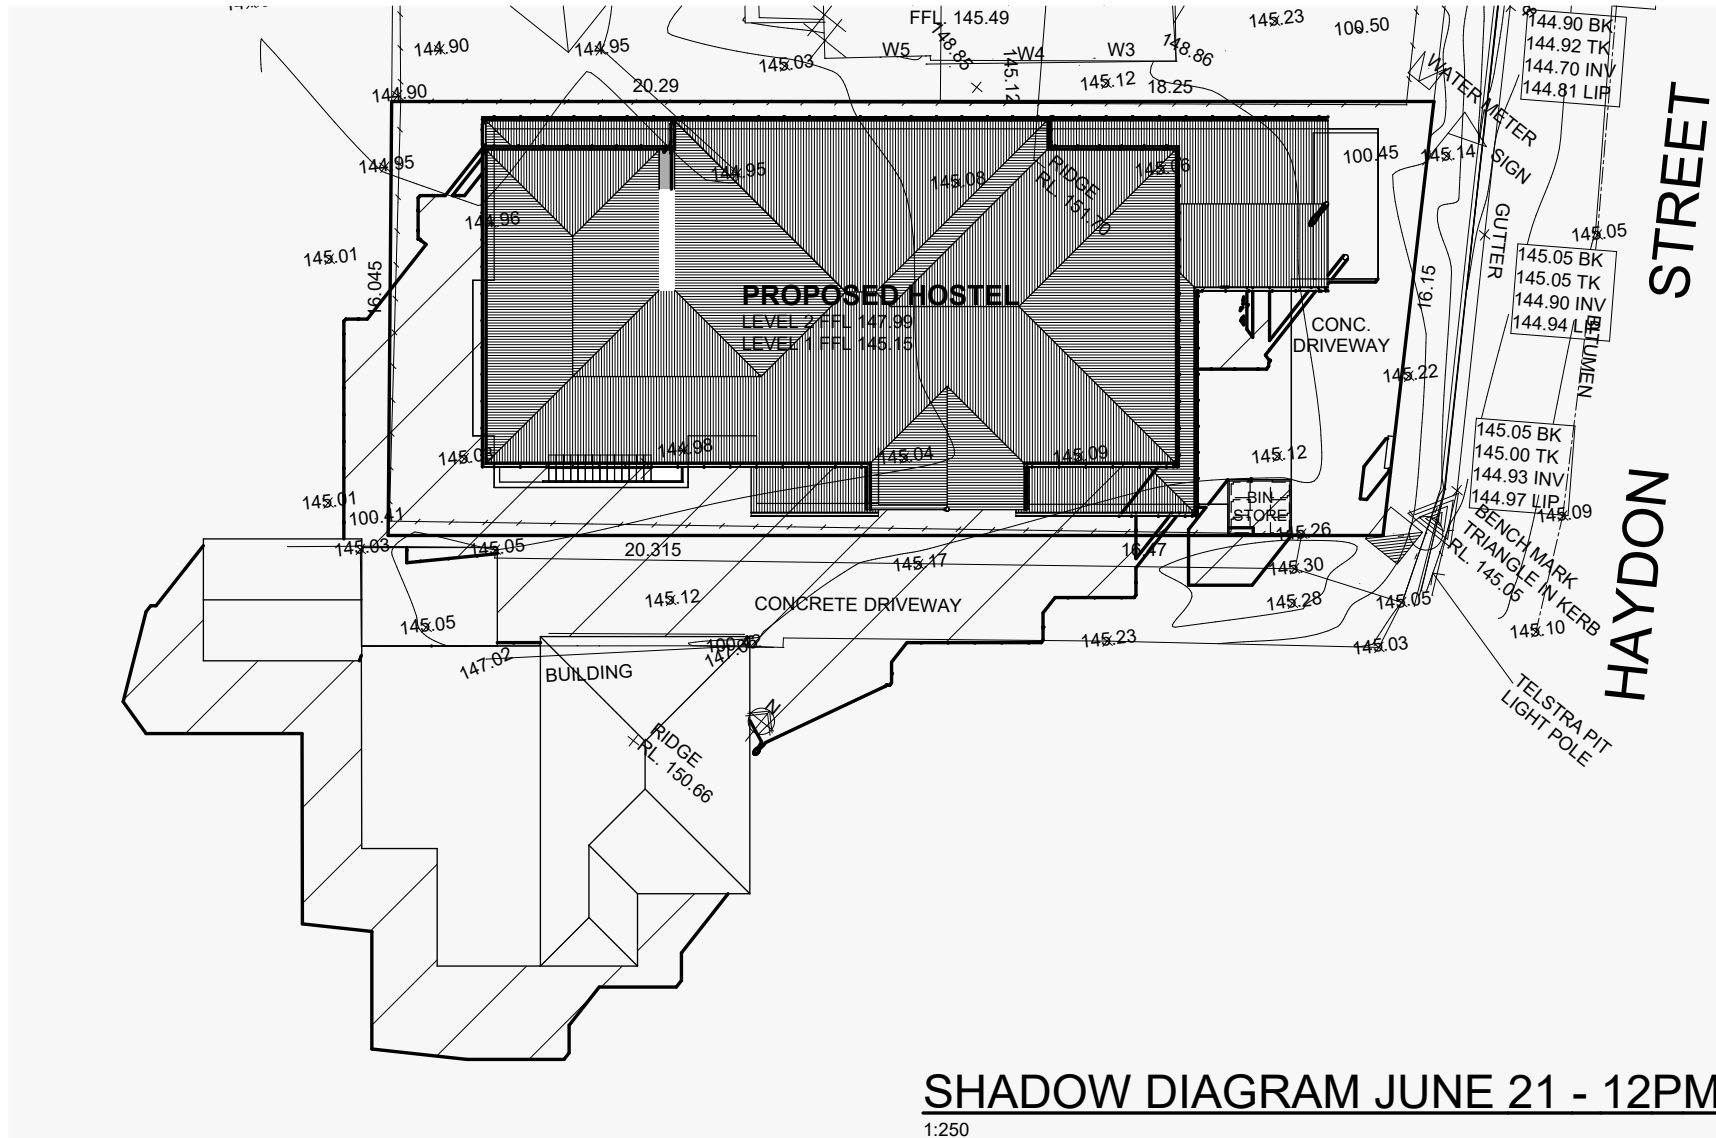 FFL. 145.49
145.23
100.50
144.90 BK
144.92 TK
144.70 INV
144.81 LIP
144.90
144.95
145.03
W5
148.85
145.12
W4
W3
148.86
145.12
144.90
20.29
18.25
WATER METER
STREET
144.95
144.95
145.08
RIDGE
RL. 151.70
145.06
100.45
145.14
SIGN
144.96
145.01
16.045
GUTTER
145.05
145.05 BK
145.05 TK
144.90 INV
144.94 LIP
16.15
PROPOSED HOSTEL
LEVEL 2 FFL 147.99
LEVEL 1 FFL 145.15
CONC.
DRIVEWAY
BITUMEN
145.22
145.03
144.98
145.04
145.09
145.12
145.05 BK
145.00 TK
144.93 INV
144.97 LIP
145.09
145.01
100.41
BIN
STORE
145.26
145.03
145.05
20.315
145.17
16.47
145.30
BENCH MARK
TRIANGLE IN KERB
RL. 145.05
HAYDON
145.12
CONCRETE DRIVEWAY
145.28
145.05
145.05
145.10
147.02
100.42
145.23
145.03
BUILDING
N
RIDGE
RL. 150.66
TELSTRA PIT
LIGHT POLE
SHADOW DIAGRAM JUNE 21 - 12PM
1:250